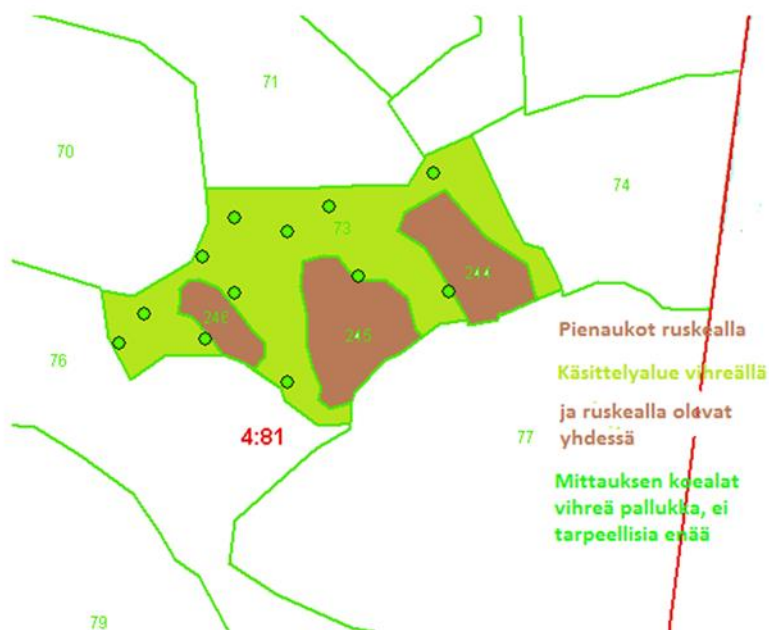 71
70
74
73
244
246
245
76
Pienaukot ruskealla
Käsittelyalue vihreällä
ja ruskealla olevat
yhdessä
4:81
77
Mittauksen koealat
vihreä pallukka, ei
tarpeellisia enää
79